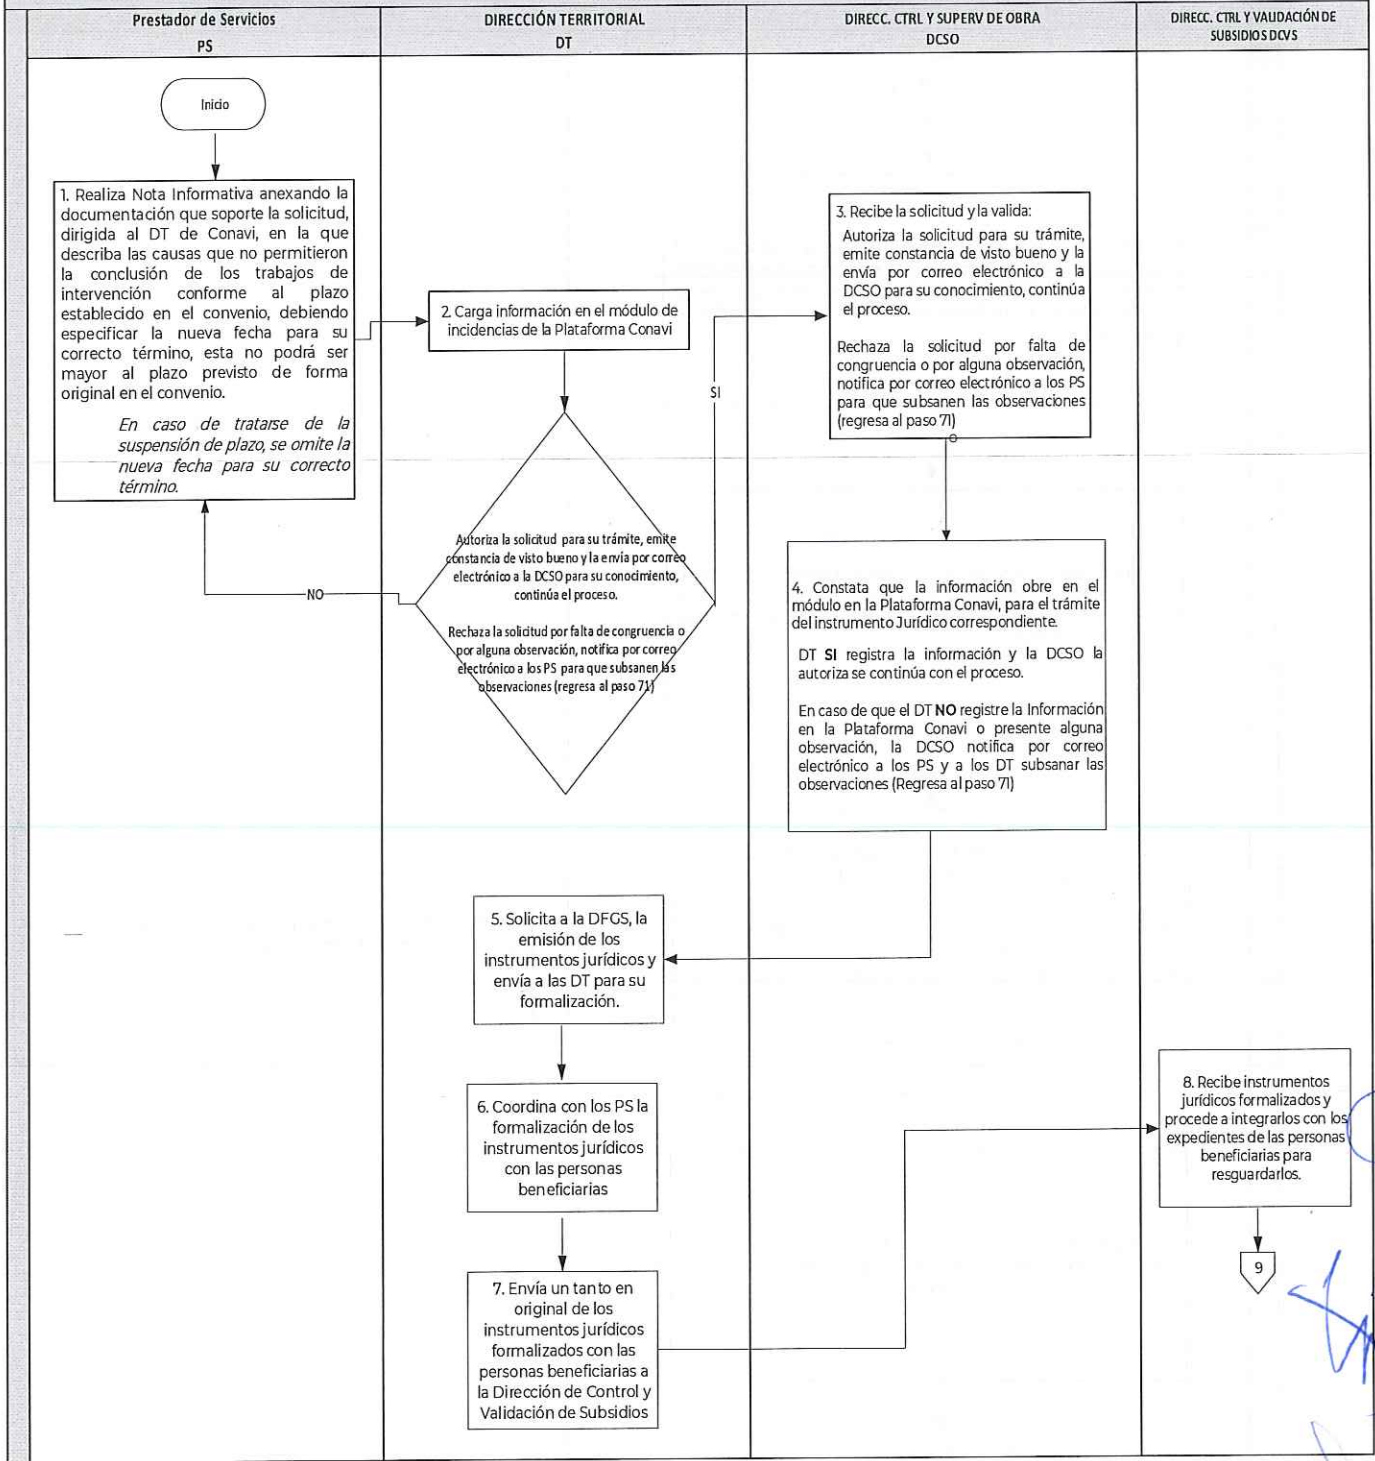 Prestador de Servicios
PS
DIRECCIÓN TERRITORIAL
DT
DIRECC. CTRL Y SUPERV DE OBRA
DCSO
DIRECC. CTRL Y VALIDACIÓN DE
SUBSIDIOS DCVS
Inicio
1. Realiza Nota Informativa anexando la
documentación que soporte la solicitud,
dirigida al DT de Conavi, en la que
describa las causas que no permitieron
la conclusión de los trabajos de
intervención conforme al plazo
establecido en el convenio, debiendo
especificar la nueva fecha para su
correcto término, esta no podrá ser
mayor al plazo previsto de forma
original en el convenio.
En caso de tratarse de la
suspensión de plazo, se omite la
nueva fecha para su correcto
término.
2. Carga información en el módulo de
incidencias de la Plataforma Conavi
SI
NO
Autoriza la solicitud para su trámite, emite
constancia de visto bueno y la envía por correo
electrónico a la DCSO para su conocimiento,
continúa el proceso.
Rechaza la solicitud por falta de congruencia o
por alguna observación, notifica por correo
electrónico a los PS para que subsanen las
observaciones (regresa al paso 71)
3. Recibe la solicitud y la valida:
Autoriza la solicitud para su trámite,
emite constancia de visto bueno y la
envía por correo electrónico a la
DCSO para su conocimiento, continúa
el proceso.
Rechaza la solicitud por falta de
congruencia o por alguna observación,
notifica por correo electrónico a los PS
para que subsanen las observaciones
(regresa al paso 71)
4. Constata que la información obre en el
módulo en la Plataforma Conavi, para el trámite
del instrumento Jurídico correspondiente.
DT SI registra la información y la DCSO la
autoriza se continúa con el proceso.
En caso de que el DT NO registre la Información
en la Plataforma Conavi o presente alguna
observación, la DCSO notifica por correo
electrónico a los PS y a los DT subsanar las
observaciones (Regresa al paso 71)
5. Solicita a la DFGS, la
emisión de los
instrumentos jurídicos y
envía a las DT para su
formalización.
6. Coordina con los PS la
formalización de los
instrumentos jurídicos
con las personas
beneficiarias
7. Envía un tanto en
original de los
instrumentos jurídicos
formalizados con las
personas beneficiarias a
la Dirección de Control y
Validación de Subsidios
8. Recibe instrumentos
jurídicos formalizados y
procede a integrarlos con los
expedientes de las personas
beneficiarias para
resguardarlos.
9